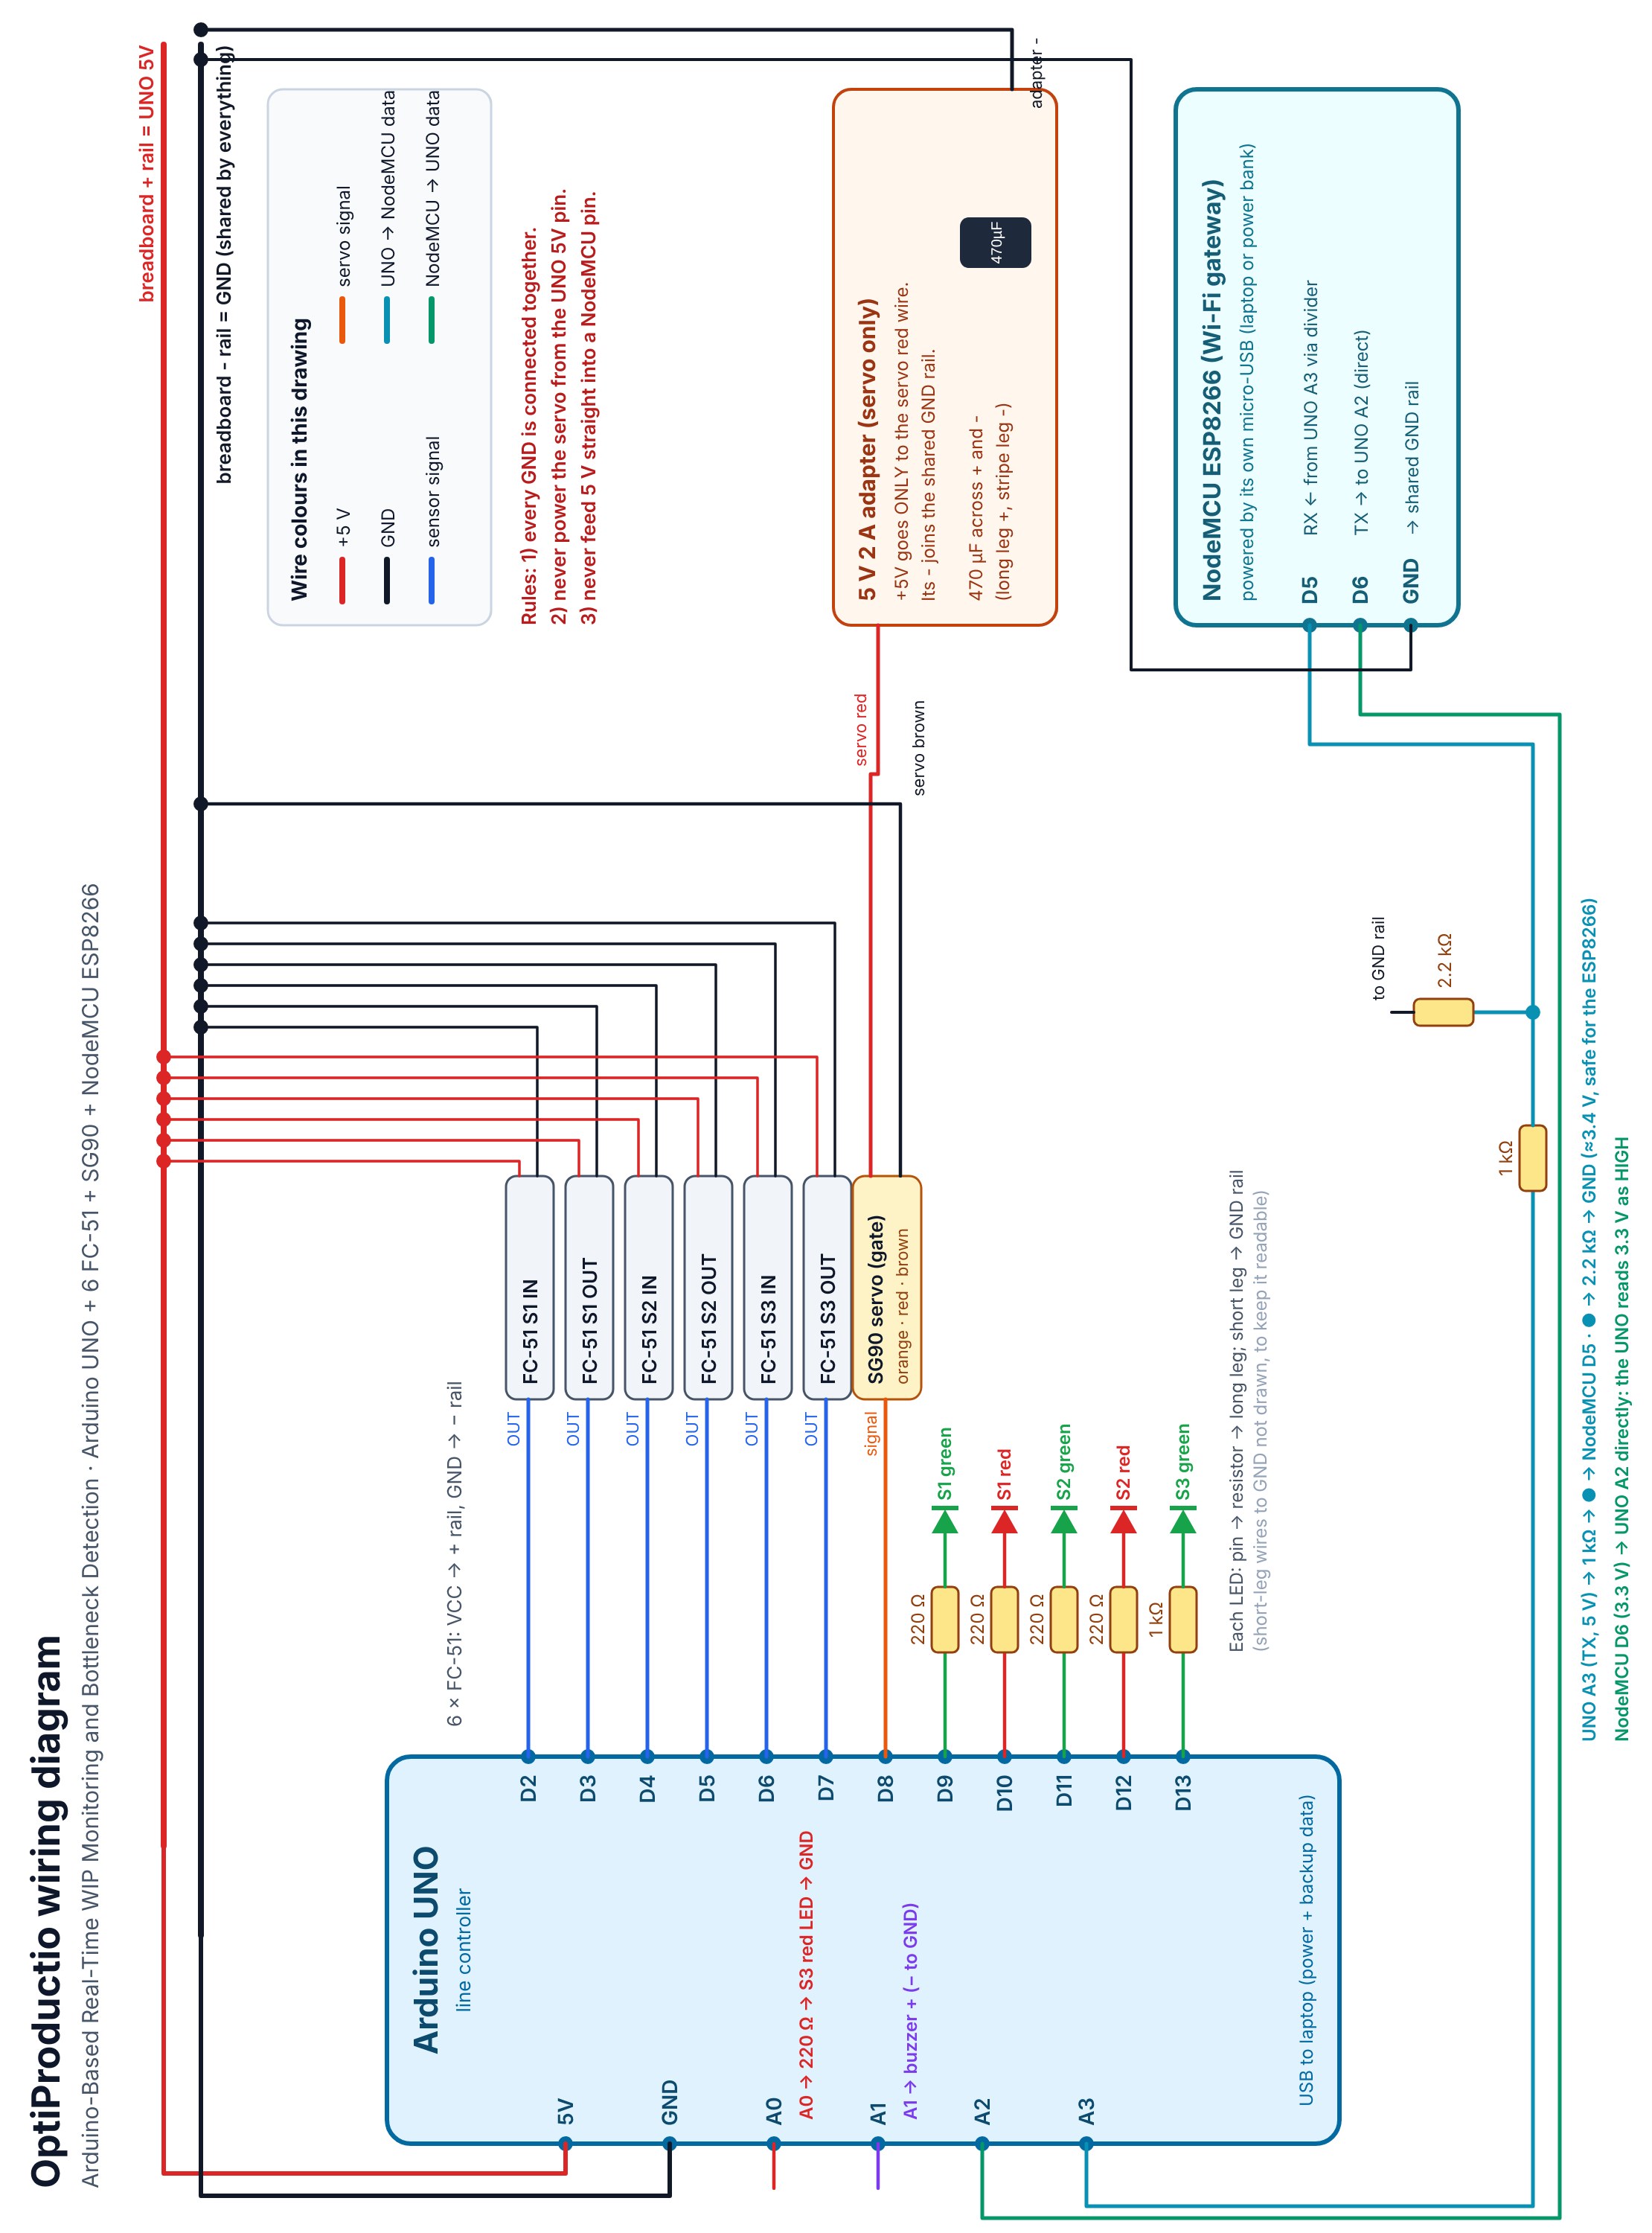 OptiProductio wiring diagram
Arduino-Based Real-Time WIP Monitoring and Bottleneck Detection · Arduino UNO + 6 FC-51 + SG90 + NodeMCU ESP8266
breadboard + rail = UNO 5V
breadboard - rail = GND (shared by everything)
Wire colours in this drawing
+5 V
servo signal
GND
UNO → NodeMCU data
sensor signal
NodeMCU → UNO data
Rules: 1) every GND is connected together.
2) never power the servo from the UNO 5V pin.
3) never feed 5 V straight into a NodeMCU pin.
Arduino UNO
line controller
5V
GND
A0
A0 → 220 Ω → S3 red LED → GND
A1
A1 → buzzer + (− to GND)
A2
A3
USB to laptop (power + backup data)
D2
D3
D4
D5
D6
D7
D8
D9
D10
D11
D12
D13
6 × FC-51: VCC → + rail, GND → − rail
OUT
FC-51 S1 IN
OUT
FC-51 S1 OUT
OUT
FC-51 S2 IN
OUT
FC-51 S2 OUT
OUT
FC-51 S3 IN
OUT
FC-51 S3 OUT
signal
SG90 servo (gate)
orange · red · brown
servo red
servo brown
220 Ω
S1 green
220 Ω
S1 red
220 Ω
S2 green
220 Ω
S2 red
1 kΩ
S3 green
Each LED: pin → resistor → long leg; short leg → GND rail
(short-leg wires to GND not drawn, to keep it readable)
5 V 2 A adapter (servo only)
+5V goes ONLY to the servo red wire.
Its - joins the shared GND rail.
470 µF across + and -
(long leg +, stripe leg -)
470µF
adapter -
NodeMCU ESP8266 (Wi-Fi gateway)
powered by its own micro-USB (laptop or power bank)
D5
RX ← from UNO A3 via divider
D6
TX → to UNO A2 (direct)
GND
→ shared GND rail
to GND rail
2.2 kΩ
1 kΩ
UNO A3 (TX, 5 V) → 1 kΩ → ● → NodeMCU D5 · ● → 2.2 kΩ → GND (≈3.4 V, safe for the ESP8266)
NodeMCU D6 (3.3 V) → UNO A2 directly: the UNO reads 3.3 V as HIGH